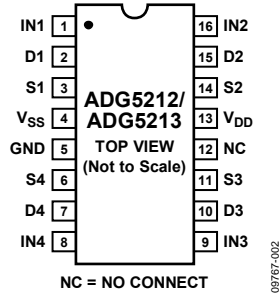 IN1 1 16 IN2
D1 2 15 D2
S1 3 14 S2
VSS 4 13 VDD
GND 5 12 NC
S4 6 11 S3
D4 7 10 D3
IN4 8 9 IN3
ADG5212/
ADG5213
TOP VIEW
(Not to Scale)
NC = NO CONNECT
09767-002